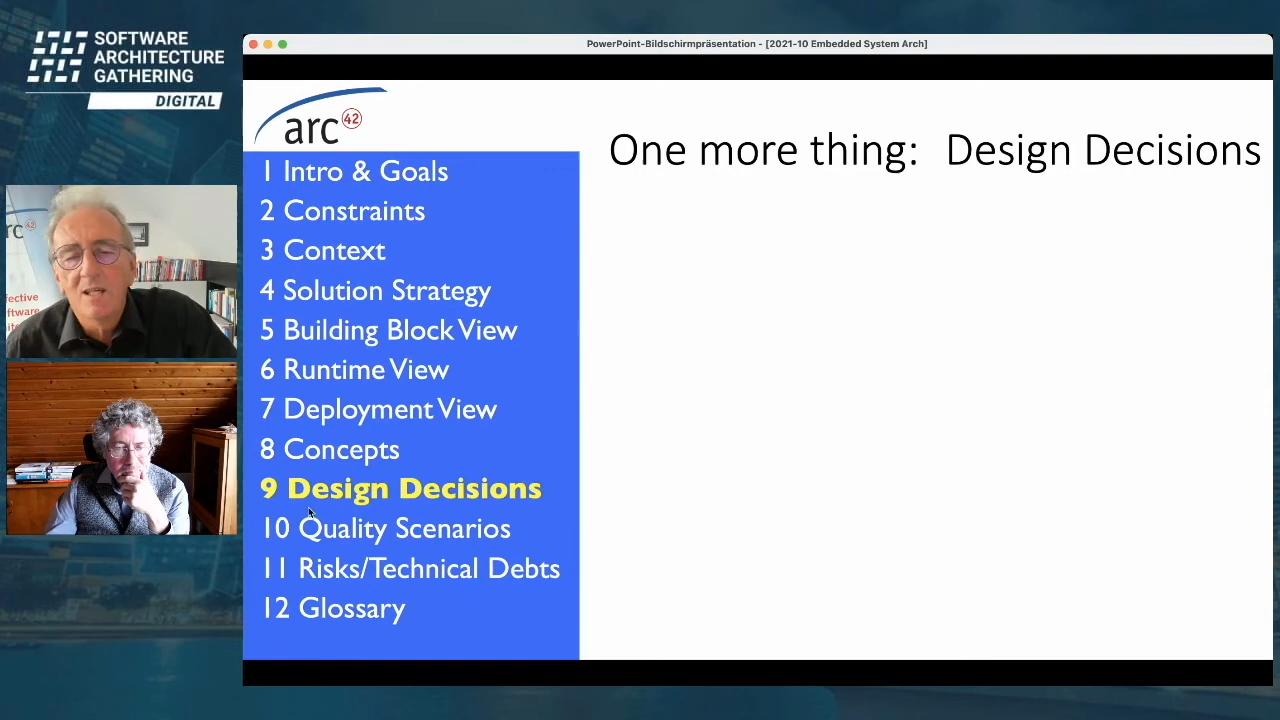 SOFTWARE
ARCHITECTURE
GATHERING
DIGITAL
PowerPoint-Bildschirmpräsentation - [2021-10 Embedded System Arch]
arc 42
One more thing: Design Decisions
1 Intro & Goals
2 Constraints
3 Context
4 Solution Strategy
5 Building Block View
6 Runtime View
7 Deployment View
8 Concepts
9 Design Decisions
10 Quality Scenarios
11 Risks/Technical Debts
12 Glossary